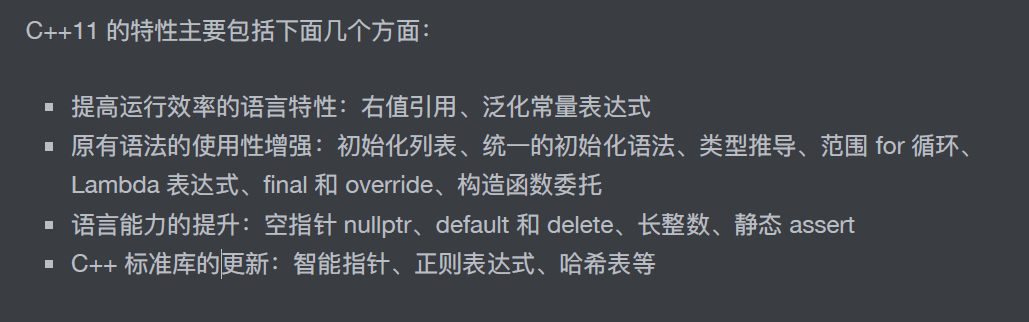 C++11 的特性主要包括下面几个方面：
▪ 提高运行效率的语言特性：右值引用、泛化常量表达式
▪ 原有语法的使用性增强：初始化列表、统一的初始化语法、类型推导、范围 for 循环、
Lambda 表达式、final 和 override、构造函数委托
▪ 语言能力的提升：空指针 nullptr、default 和 delete、长整数、静态 assert
▪ C++ 标准库的更新：智能指针、正则表达式、哈希表等